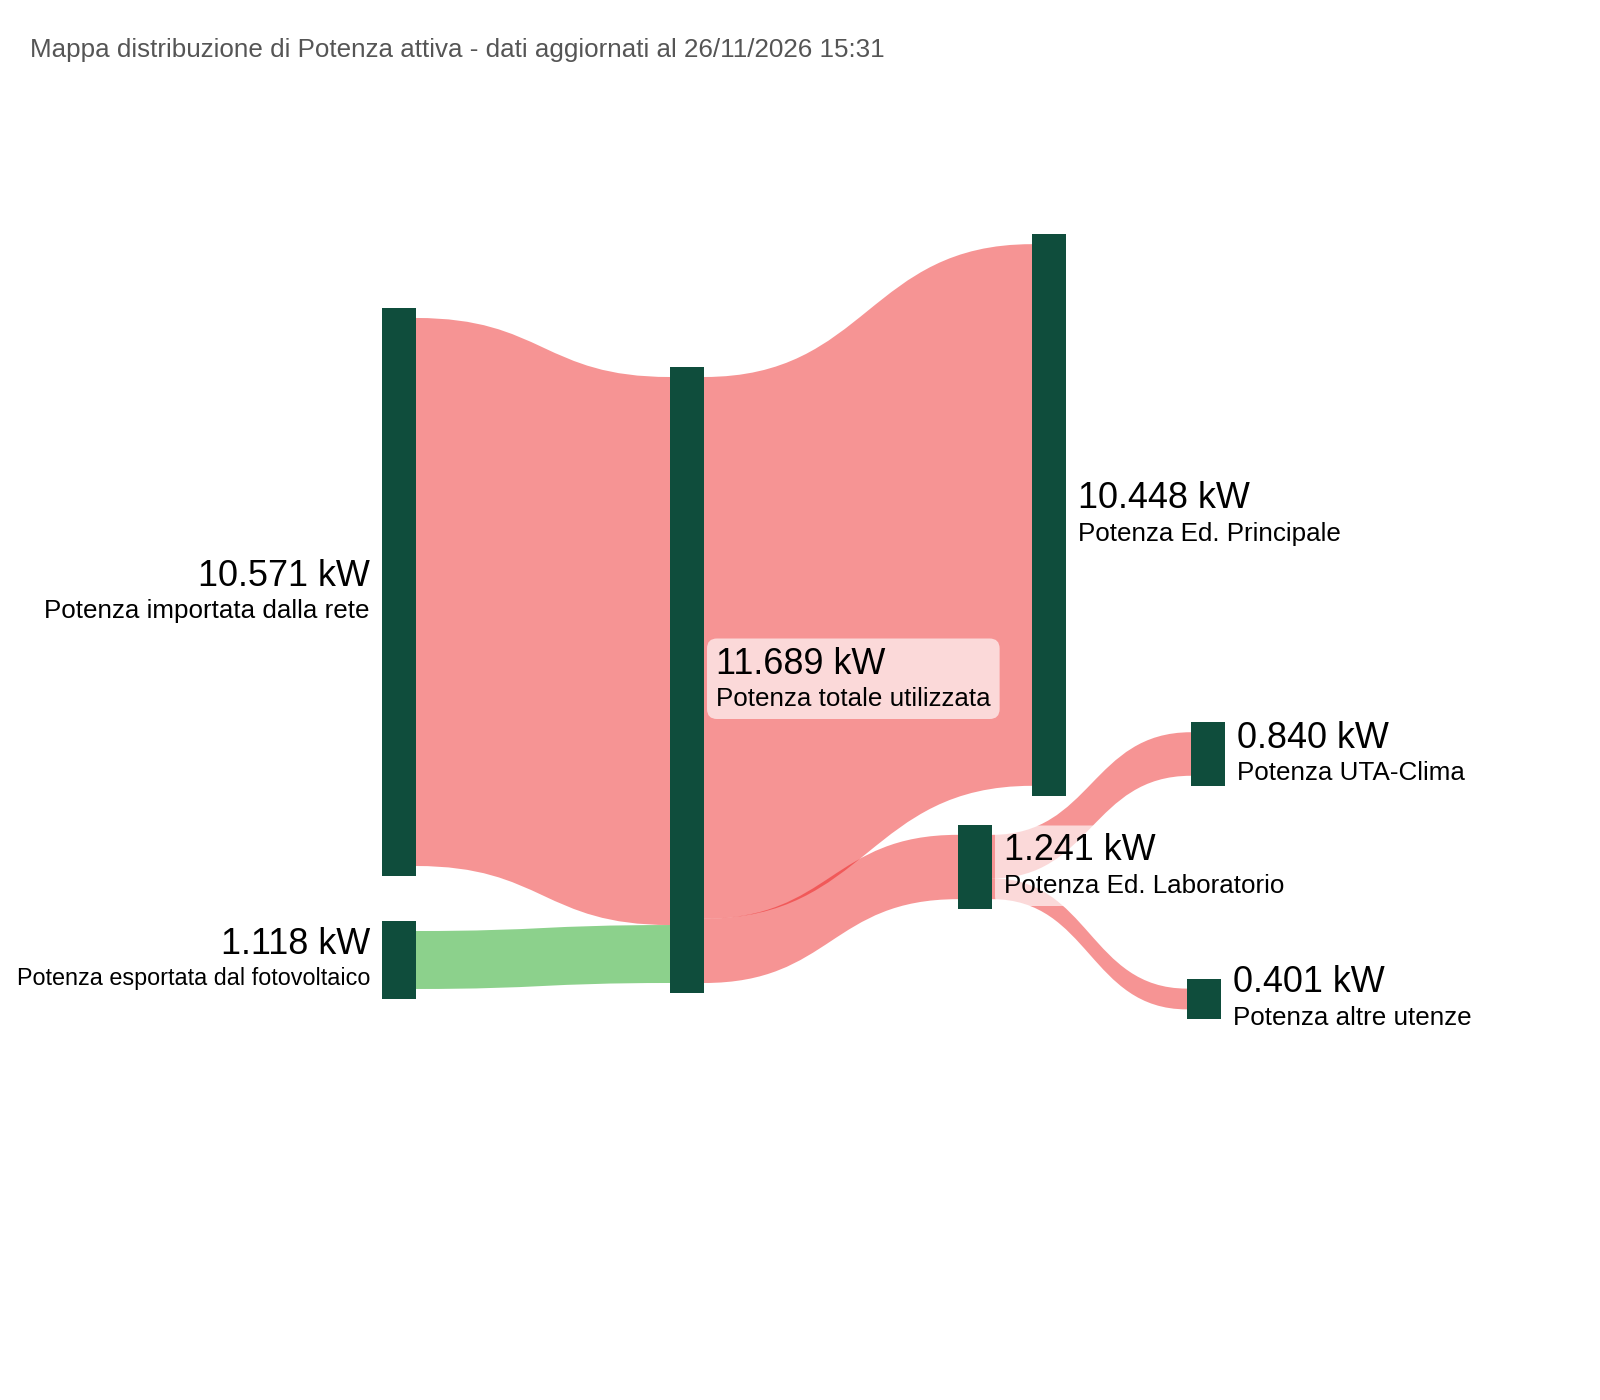 Mappa distribuzione di Potenza attiva - dati aggiornati al 26/11/2026 15:31
10.448 kW
Potenza Ed. Principale
10.571 kW
Potenza importata dalla rete
11.689 kW
Potenza totale utilizzata
0.840 kW
Potenza UTA-Clima
1.241 kW
Potenza Ed. Laboratorio
1.118 kW
Potenza esportata dal fotovoltaico
0.401 kW
Potenza altre utenze